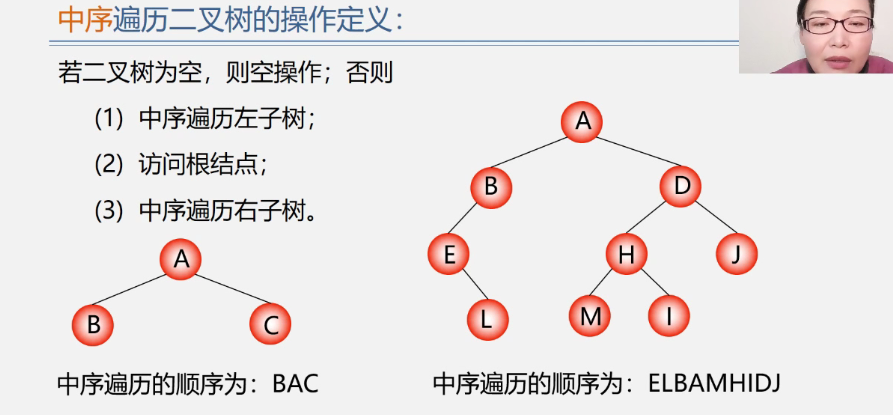 中序遍历二叉树的操作定义：
若二叉树为空，则空操作；否则
(1) 中序遍历左子树；
(2) 访问根结点；
(3) 中序遍历右子树。
A
B
C
中序遍历的顺序为：BAC
A
B
D
E
H
J
L
M
I
中序遍历的顺序为：ELBAMHIDJ